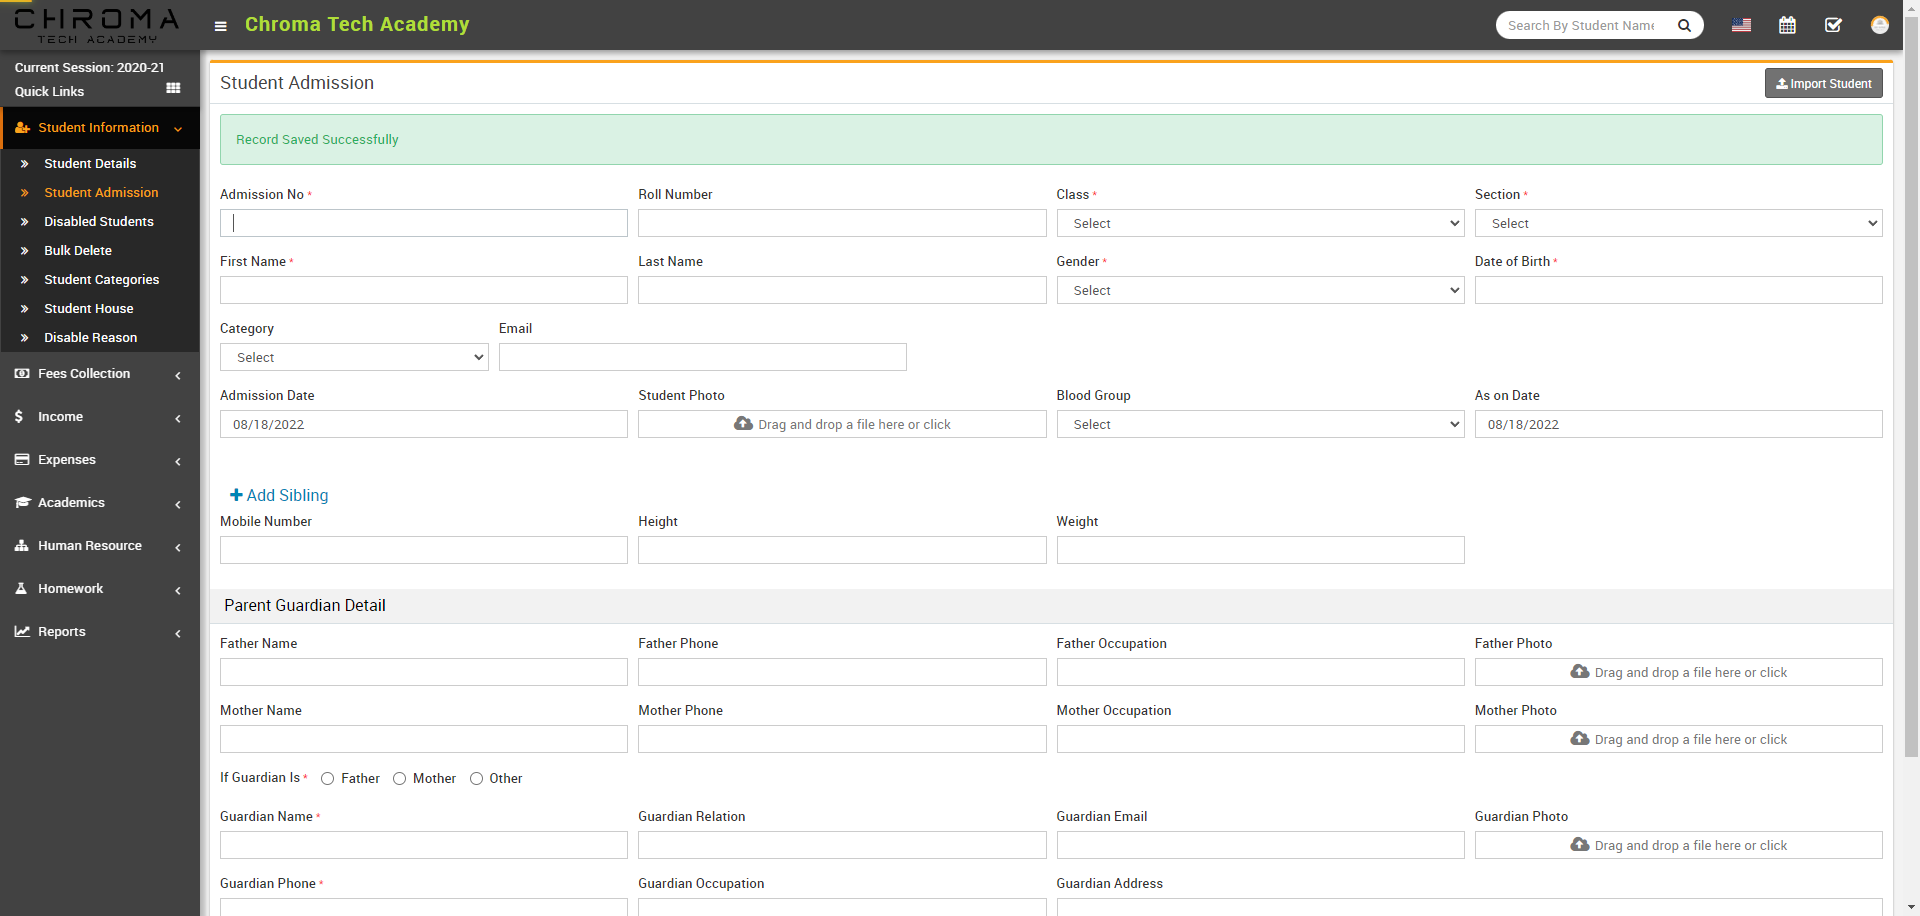 CHROMA
TECH ACADEMY
Chroma Tech Academy
Search By Student Name
Current Session: 2020-21
Quick Links
Student Information
Student Details
Student Admission
Disabled Students
Bulk Delete
Student Categories
Student House
Disable Reason
Fees Collection
Income
Expenses
Academics
Human Resource
Homework
Reports
Student Admission
Import Student
Record Saved Successfully
Admission No * Roll Number Class * Section *
Select Select
First Name * Last Name Gender * Date of Birth *
Select
Category Email
Select
Admission Date Student Photo Blood Group As on Date
08/18/2022 Drag and drop a file here or click Select 08/18/2022
Add Sibling
Mobile Number Height Weight
Parent Guardian Detail
Father Name Father Phone Father Occupation Father Photo
Drag and drop a file here or click
Mother Name Mother Phone Mother Occupation Mother Photo
Drag and drop a file here or click
If Guardian Is * Father Mother Other
Guardian Name * Guardian Relation Guardian Email Guardian Photo
Drag and drop a file here or click
Guardian Phone * Guardian Occupation Guardian Address